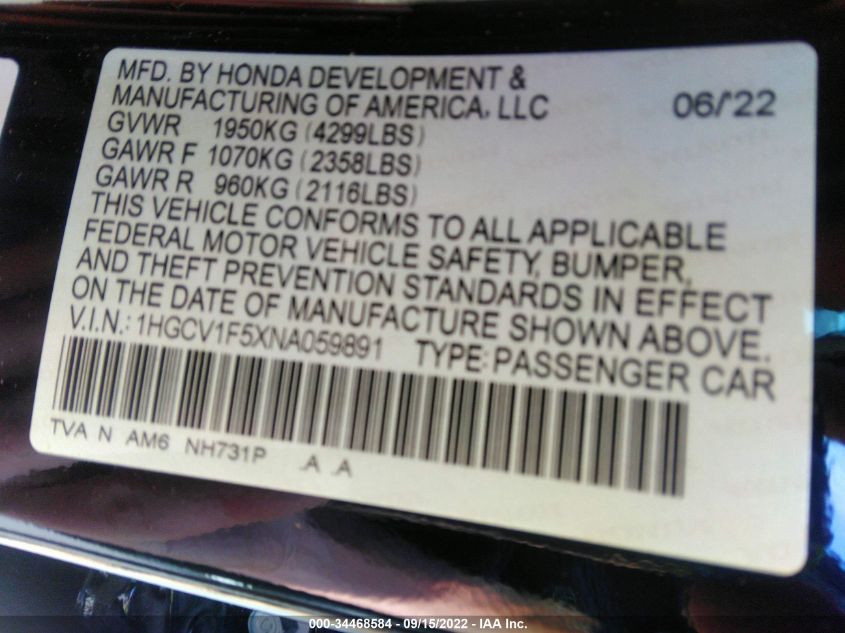 MFD. BY HONDA DEVELOPMENT &
MANUFACTURING OF AMERICA, LLC 06/'22
GVWR 1950KG (4299LBS)
GAWR F 1070KG (2358LBS)
GAWR R 960KG (2116LBS)
THIS VEHICLE CONFORMS TO ALL APPLICABLE
FEDERAL MOTOR VEHICLE SAFETY, BUMPER,
AND THEFT PREVENTION STANDARDS IN EFFECT
ON THE DATE OF MANUFACTURE SHOWN ABOVE.
V.I.N.: 1HGCV1F5XNA059891 TYPE: PASSENGER CAR
TVA N AM6 NH731P .A .A
000-34468584 - 09/15/2022 - IAA Inc.